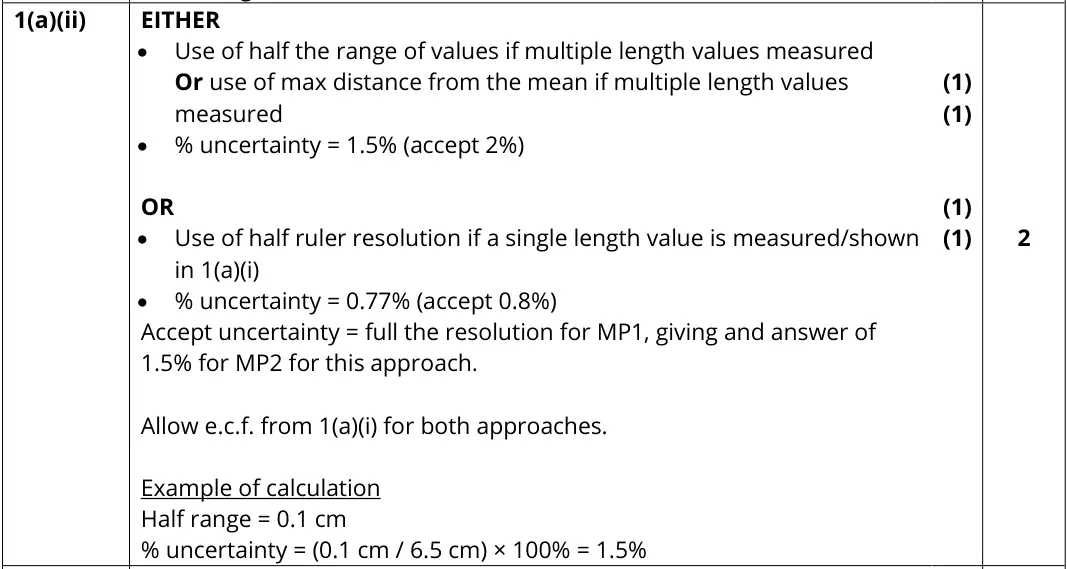 1(a)(ii)
EITHER
• Use of half the range of values if multiple length values measured
Or use of max distance from the mean if multiple length values (1)
measured (1)
• % uncertainty = 1.5% (accept 2%)
OR (1)
• Use of half ruler resolution if a single length value is measured/shown (1) 2
in 1(a)(i)
• % uncertainty = 0.77% (accept 0.8%)
Accept uncertainty = full the resolution for MP1, giving and answer of
1.5% for MP2 for this approach.
Allow e.c.f. from 1(a)(i) for both approaches.
Example of calculation
Half range = 0.1 cm
% uncertainty = (0.1 cm / 6.5 cm) × 100% = 1.5%